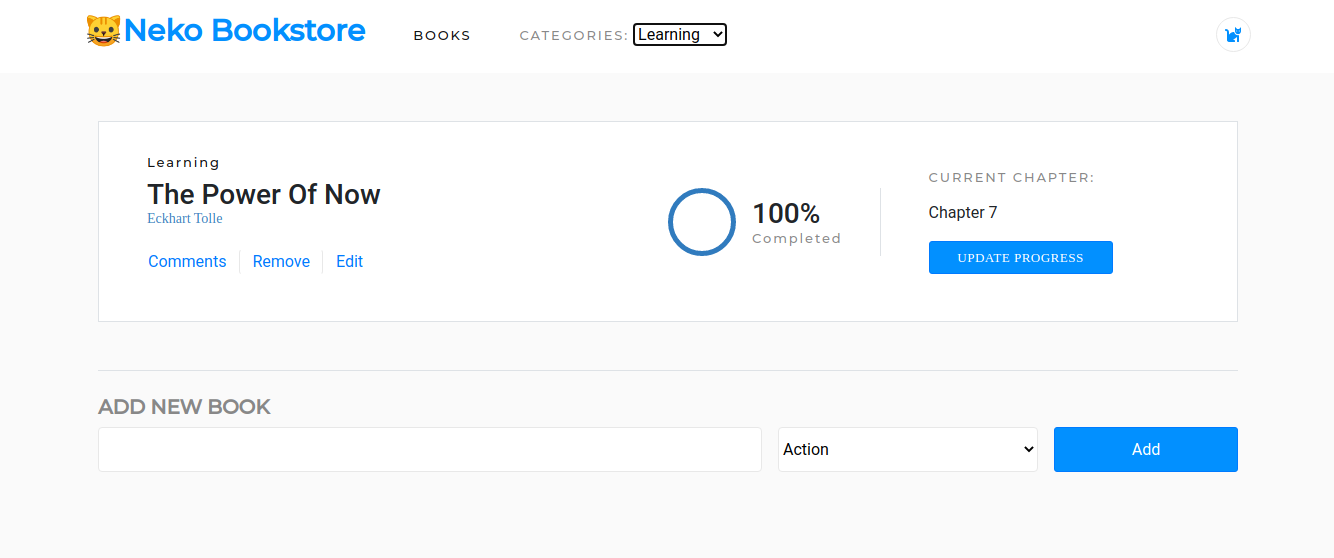 Neko Bookstore
BOOKS
CATEGORIES: Learning
Learning
The Power Of Now
Eckhart Tolle
Comments
Remove
Edit
100%
Completed
CURRENT CHAPTER:
Chapter 7
UPDATE PROGRESS
ADD NEW BOOK
Action
Add